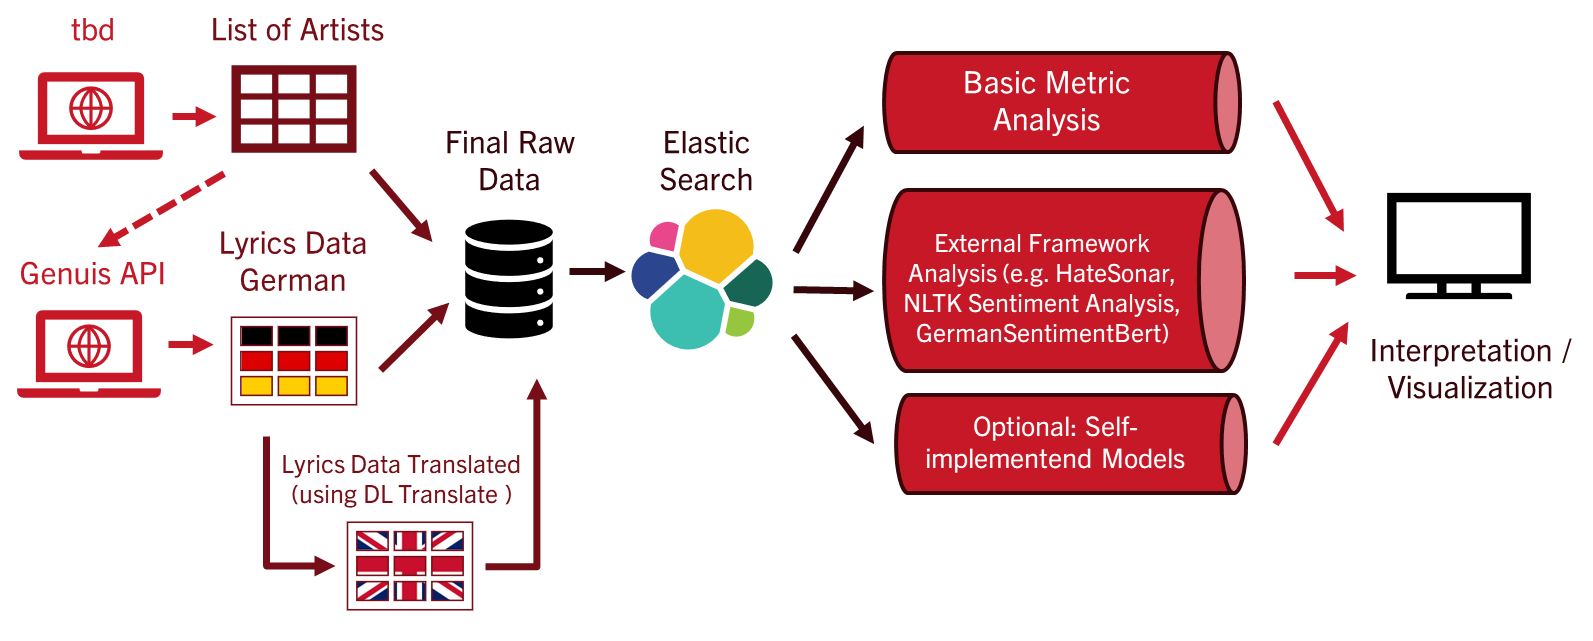 tbd
List of Artists
Genuis API
Lyrics Data
German
Lyrics Data Translated
(using DL Translate )
Final Raw
Data
Elastic
Search
Basic Metric
Analysis
External Framework
Analysis (e.g. HateSonar,
NLTK Sentiment Analysis,
GermanSentimentBert)
Optional: Self-
implementend Models
Interpretation /
Visualization